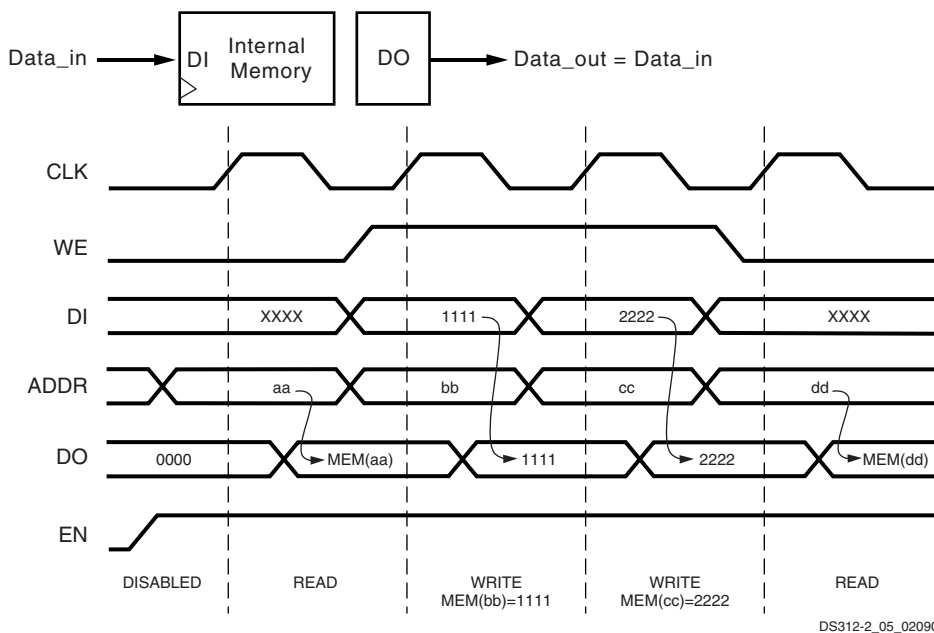 Data_in
DI
Internal
Memory
DO
Data_out = Data_in
CLK
WE
DI
XXXX
1111
2222
XXXX
ADDR
aa
bb
cc
dd
DO
0000
MEM(aa)
1111
2222
MEM(dd)
EN
DISABLED
READ
WRITE
MEM(bb)=1111
WRITE
MEM(cc)=2222
READ
DS312-2_05_02090